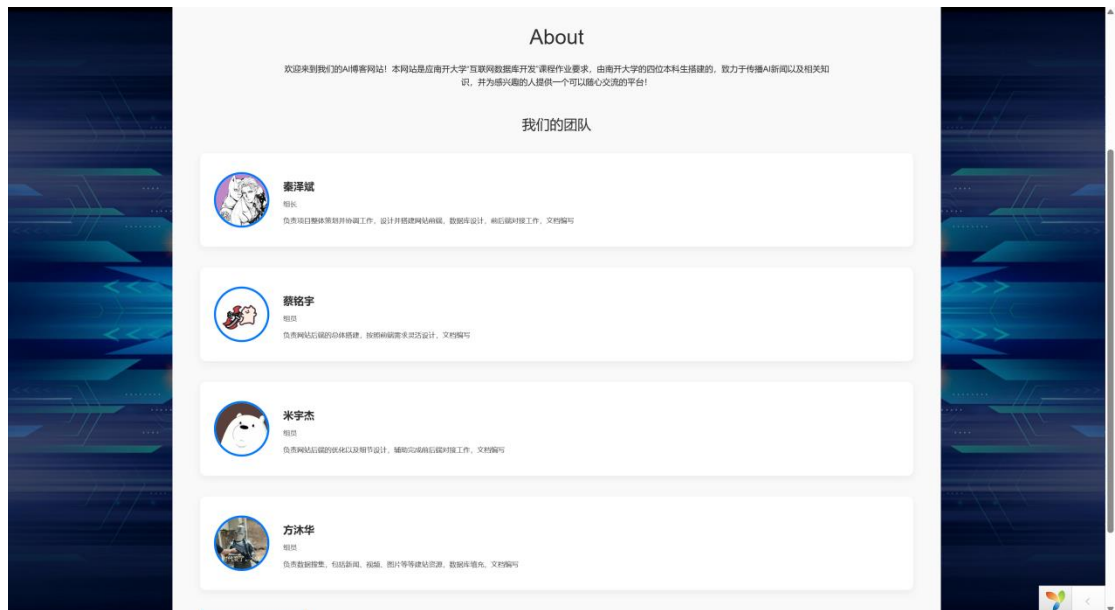 About
欢迎来到我们的AI博客网站！本网站是应南开大学“互联网数据库开发”课程作业要求，由南开大学的四位本科生搭建的，致力于传播AI新闻以及相关知
识，并为感兴趣的人提供一个可以随心交流的平台！
我们的团队
秦泽斌
组长
负责项目整体策划并协调工作，设计并搭建网站前端、数据库设计，前后端对接工作，文档编写
蔡铭宇
组员
负责网站后端的总体搭建，按照前端需求灵活设计，文档编写
米宇杰
组员
负责网站后端的优化以及细节设计，辅助完成前后端对接工作，文档编写
方沐华
组员
负责数据搜集，包括新闻、视频、图片等等建站资源，数据库填充，文档编写